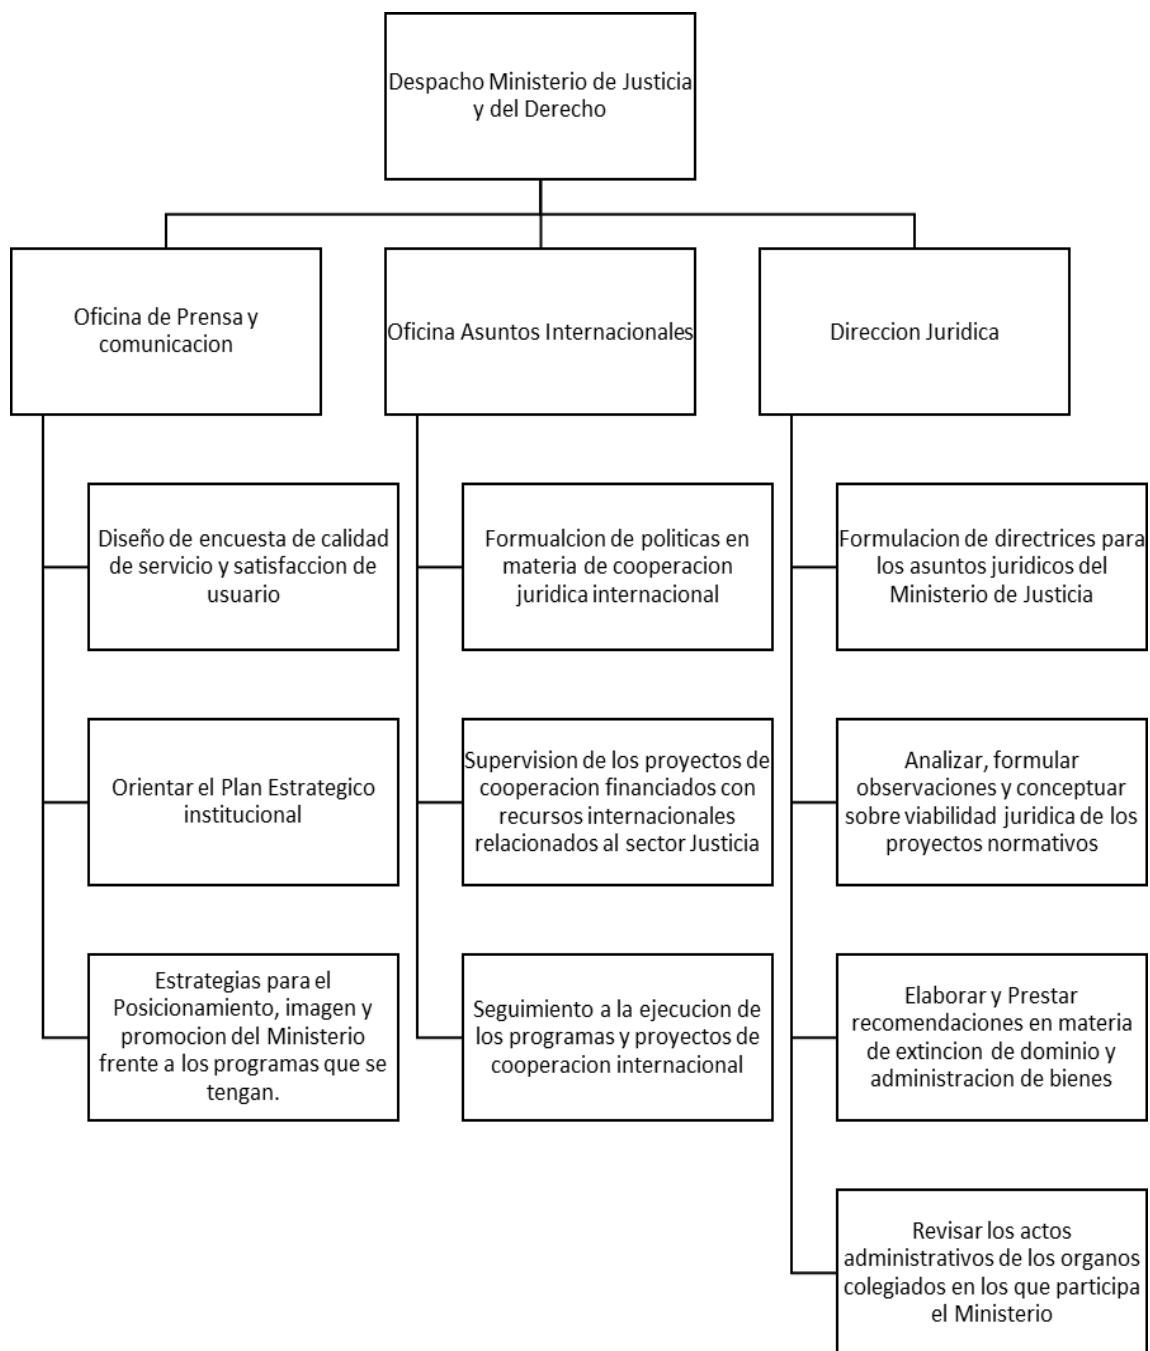 Despacho Ministerio de Justicia
y del Derecho
Oficina de Prensa y
comunicacion
Oficina Asuntos Internacionales
Direccion Juridica
Diseño de encuesta de calidad
de servicio y satisfaccion de
usuario
Formualcion de politicas en
materia de cooperacion
juridica internacional
Formulacion de directrices para
los asuntos juridicos del
Ministerio de Justicia
Orientar el Plan Estrategico
institucional
Supervision de los proyectos de
cooperacion financiados con
recursos internacionales
relacionados al sector Justicia
Analizar, formular
observaciones y conceptuar
sobre viabilidad juridica de los
proyectos normativos
Estrategias para el
Posicionamiento, imagen y
promocion del Ministerio
frente a los programas que se
tengan.
Seguimiento a la ejecucion de
los programas y proyectos de
cooperacion internacional
Elaborar y Prestar
recomendaciones en materia
de extincion de dominio y
administracion de bienes
Revisar los actos
administrativos de los organos
colegiados en los que participa
el Ministerio